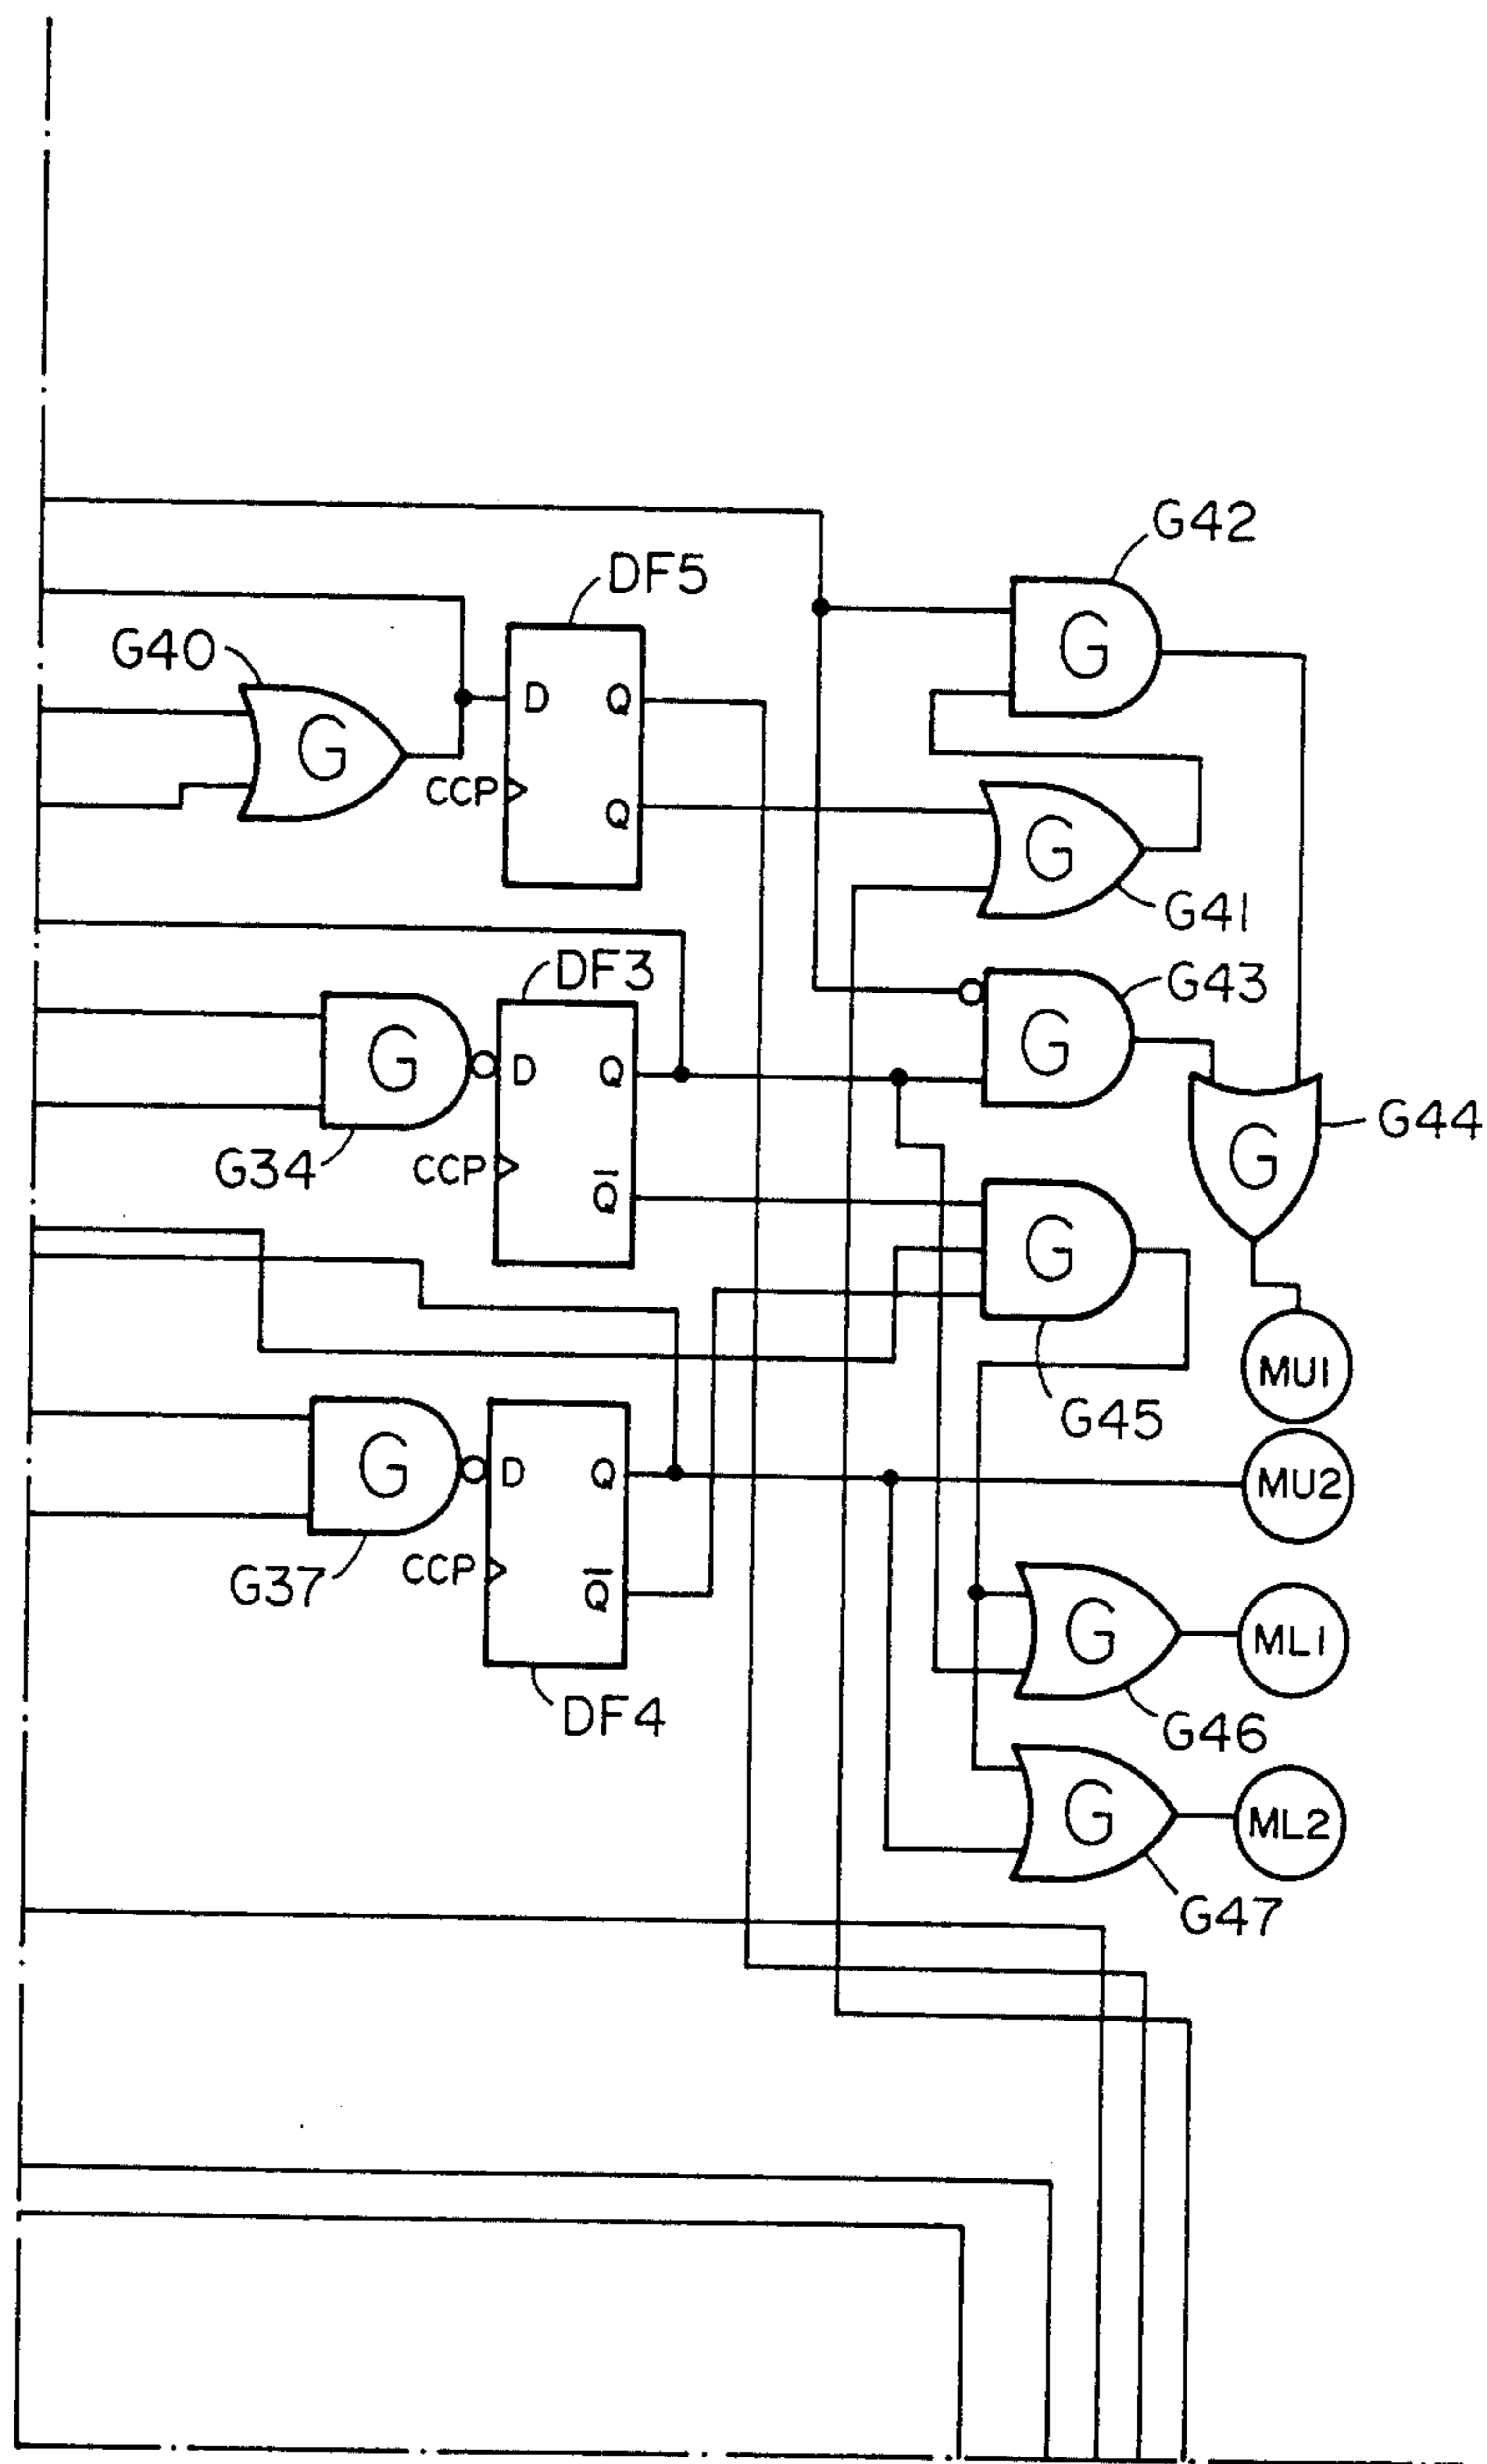 G42
G
DF5
G40
D Q
G
CCP
Q
G
G41
DF3
G43
G
D Q
G
G44
G34
CCP
Q̅
G
G
MU1
G45
G
D Q
MU2
G37
CCP
Q̅
G
ML1
DF4
G46
G
ML2
G47